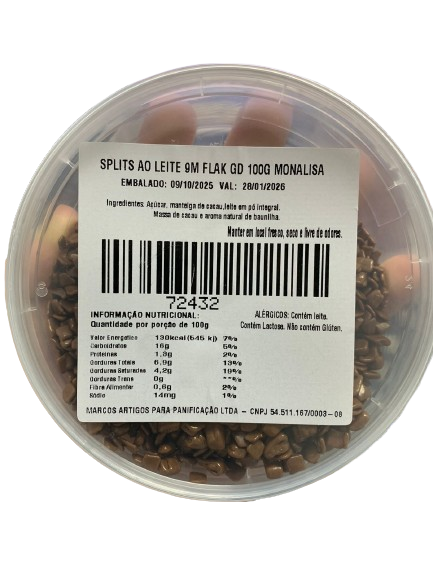 SPLITS AO LEITE 9M FLAK GD 100G MONALISA
EMBALADO: 09/10/2025 VAL: 28/01/2026
Ingredientes: Açúcar, manteiga de cacau,leite em pó integral.
Massa de cacau e aroma natural de baunilha.
Manter em local fresco, seco e livre de odores.
72432
INFORMAÇÃO NUTRICIONAL:
Quantidade por porção de 100g
ALÉRGICOS: Contém leite.
Contém Lactose. Não contém Glúten.
Valor Energetico 130kcal(545 kj) 7%
Carboidratos 16g 5%
Proteinas 1,3g 2%
Gorduras Totais 6,9g 13%
Gorduras Saturadas 4,2g 19%
Gorduras Trans 0g **%
Fibra Alimentar 0,6g 2%
Sódio 14mg 1%
MARCOS ARTIGOS PARA PANIFICAÇÃO LTDA - CNPJ 54.511.167/0003-08